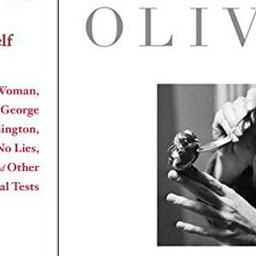 elf
Woman,
George
ington,
No Lies,
d Other
al Tests
OLIV